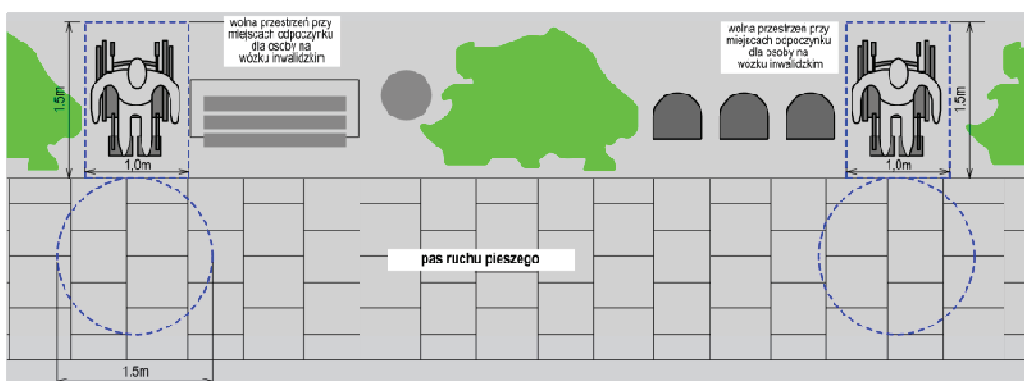 wolna przestrzeń przy
miejscach odpoczynku
dla osoby na
wózku inwalidzkim
wolna przestrzeń przy
miejscach odpoczynku
dla osoby na
wózku inwalidzkim
1.5m
1.5m
1.0m
1.0m
pas ruchu pieszego
1.5m